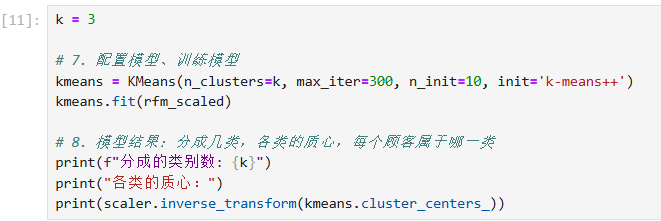 [11]:
k = 3
# 7. 配置模型、训练模型
kmeans = KMeans(n_clusters=k, max_iter=300, n_init=10, init='k-means++')
kmeans.fit(rfm_scaled)
# 8. 模型结果：分成几类，各类的质心，每个顾客属于哪一类
print(f"分成的类别数：{k}")
print("各类的质心：")
print(scaler.inverse_transform(kmeans.cluster_centers_))